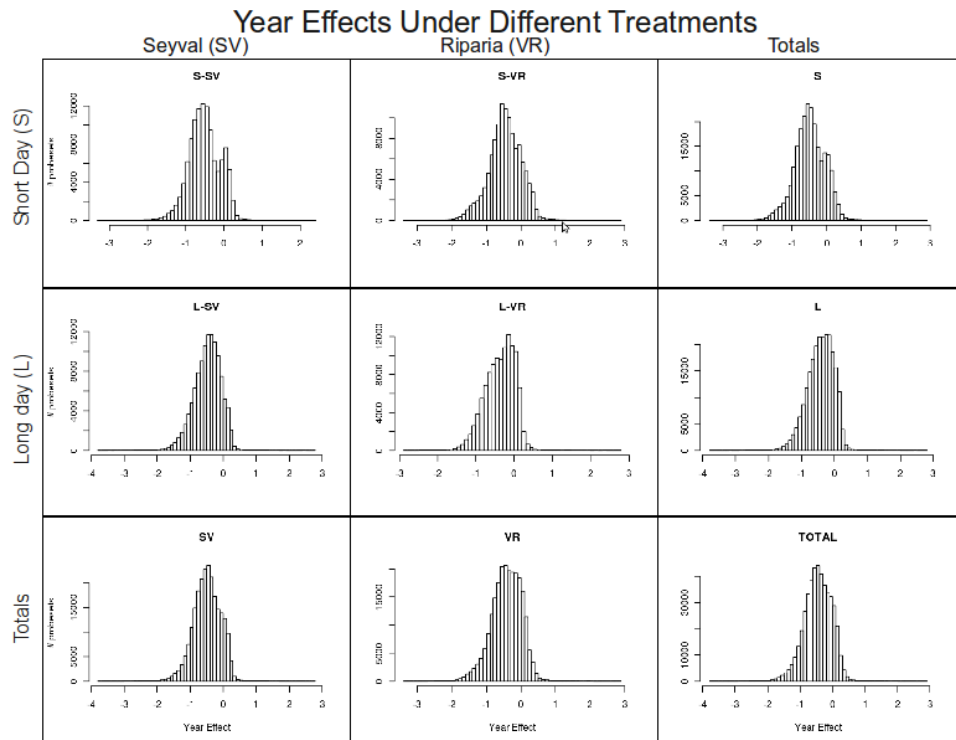 Year Effects Under Different Treatments
Seyval (SV) Riparia (VR) Totals
Short Day (S)
S-SV
12000
8000
4000
0
-3 -2 -1 0 1 2
S-VR
8000
4000
0
-3 -2 -1 0 1 2 3
S
15000
5000
0
-3 -2 -1 0 1 2 3
Long day (L)
L-SV
# probesets
12000
8000
4000
0
-4 -3 -2 -1 0 1 2 3
L-VR
12000
8000
4000
0
-3 -2 -1 0 1 2 3
L
15000
5000
0
-4 -3 -2 -1 0 1 2 3
Totals
SV
# probesets
15000
5000
0
-4 -3 -2 -1 0 1 2 3
Year Effect
VR
15000
5000
0
-3 -2 -1 0 1 2 3
Year Effect
TOTAL
30000
10000
0
-4 -3 -2 -1 0 1 2 3
Year Effect